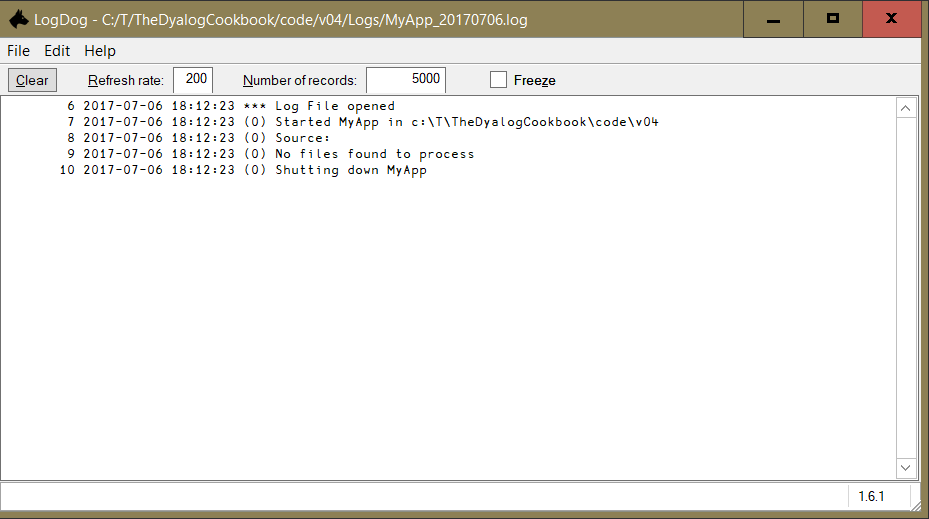 LogDog - C:/T/TheDyalogCookbook/code/v04/Logs/MyApp_20170706.log
File Edit Help
Clear Refresh rate: 200 Number of records: 5000 Freeze
6 2017-07-06 18:12:23 *** Log File opened
7 2017-07-06 18:12:23 (0) Started MyApp in c:\T\TheDyalogCookbook\code\v04
8 2017-07-06 18:12:23 (0) Source:
9 2017-07-06 18:12:23 (0) No files found to process
10 2017-07-06 18:12:23 (0) Shutting down MyApp
1.6.1